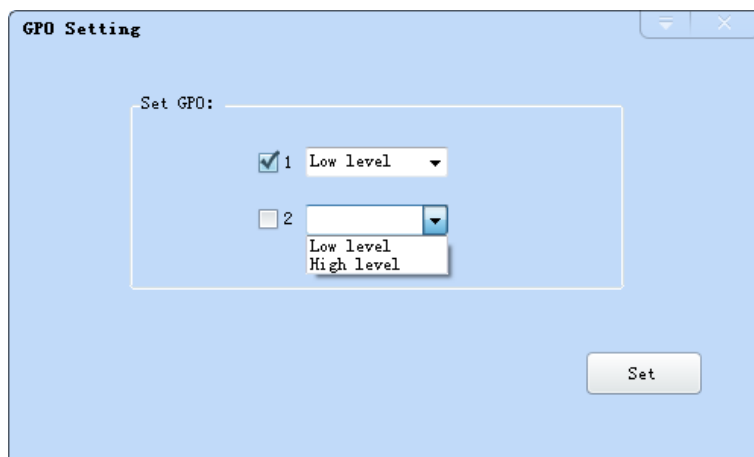 GPO Setting
Set GPO:
1 Low level
2
Low level
High level
Set